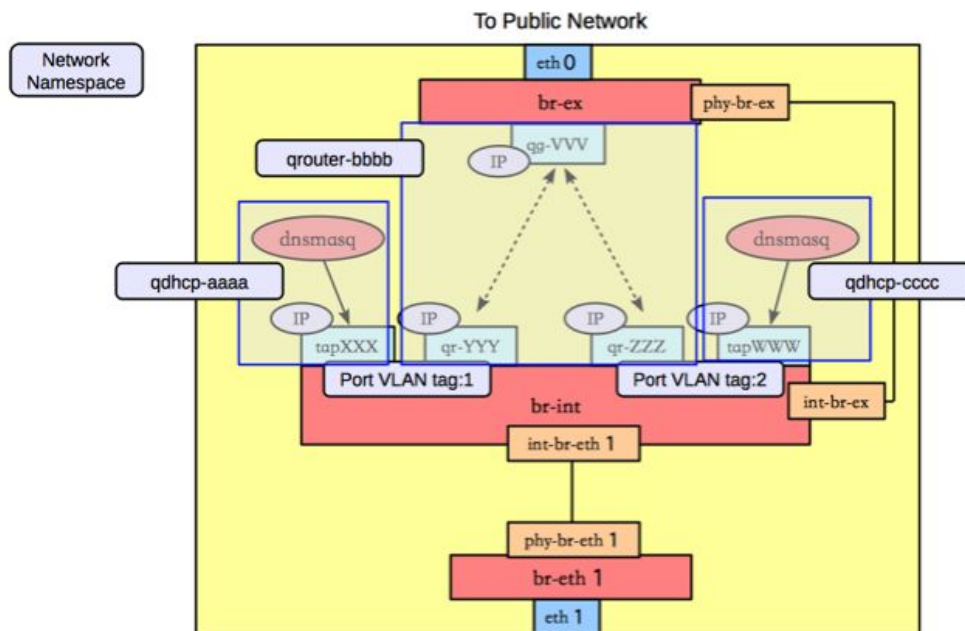 To Public Network
Network
Namespace
eth 0
br-ex
phy-br-ex
qrouter-bbbb
qg-VVV
IP
dnsmasq
dnsmasq
qdhcp-aaaa
qdhcp-cccc
IP
IP
IP
IP
tapXXX
qr-YYY
qr-ZZZ
tapWWW
Port VLAN tag:1
Port VLAN tag:2
br-int
int-br-ex
int-br-eth 1
phy-br-eth 1
br-eth 1
eth 1